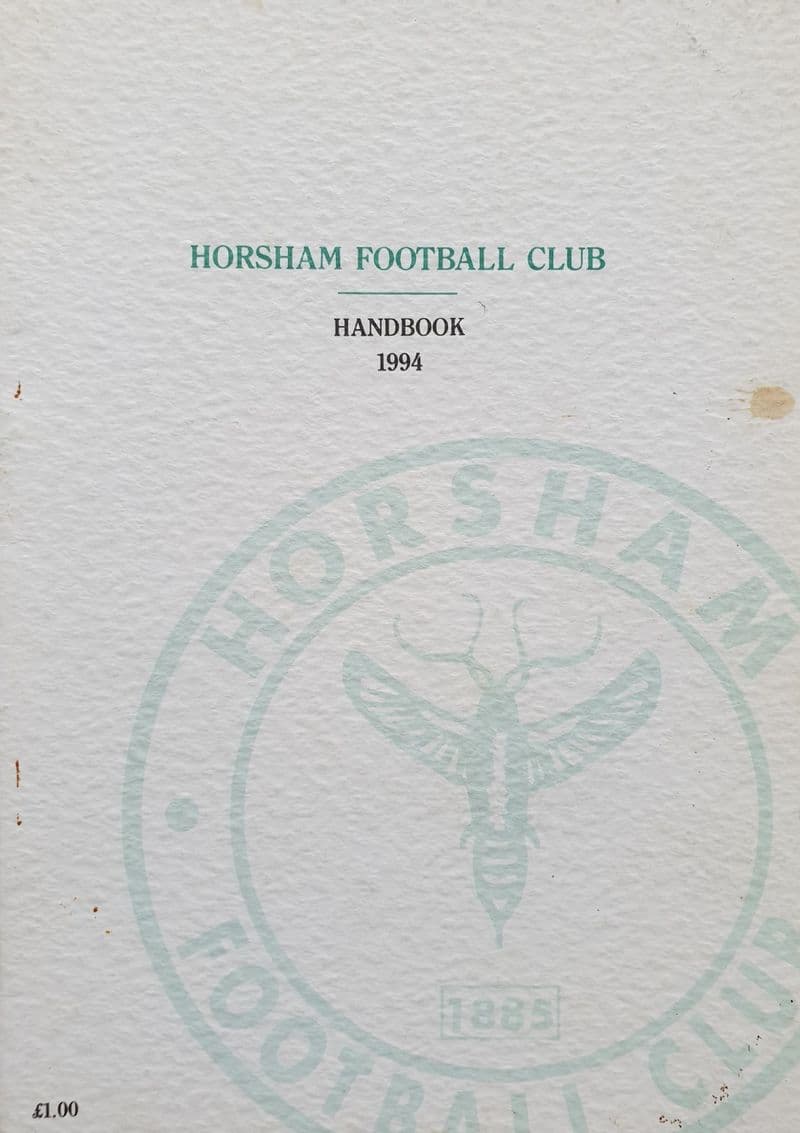 HORSHAM FOOTBALL CLUB
HANDBOOK
1994
HORSHAM
1885
FOOTBALL CLUB
£1.00